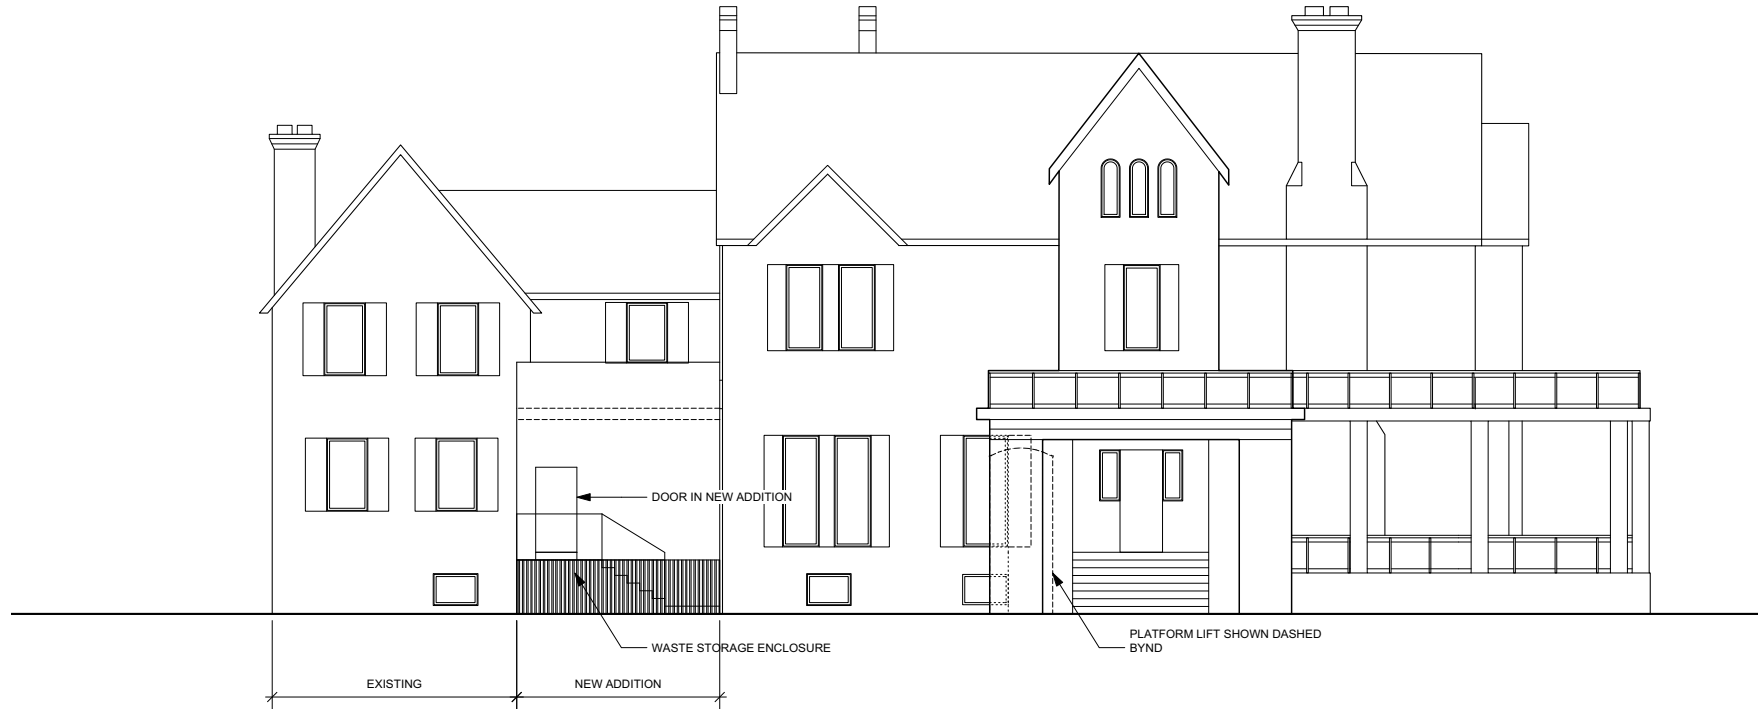 DOOR IN NEW ADDITION
WASTE STORAGE ENCLOSURE
PLATFORM LIFT SHOWN DASHED
BYND
EXISTING
NEW ADDITION